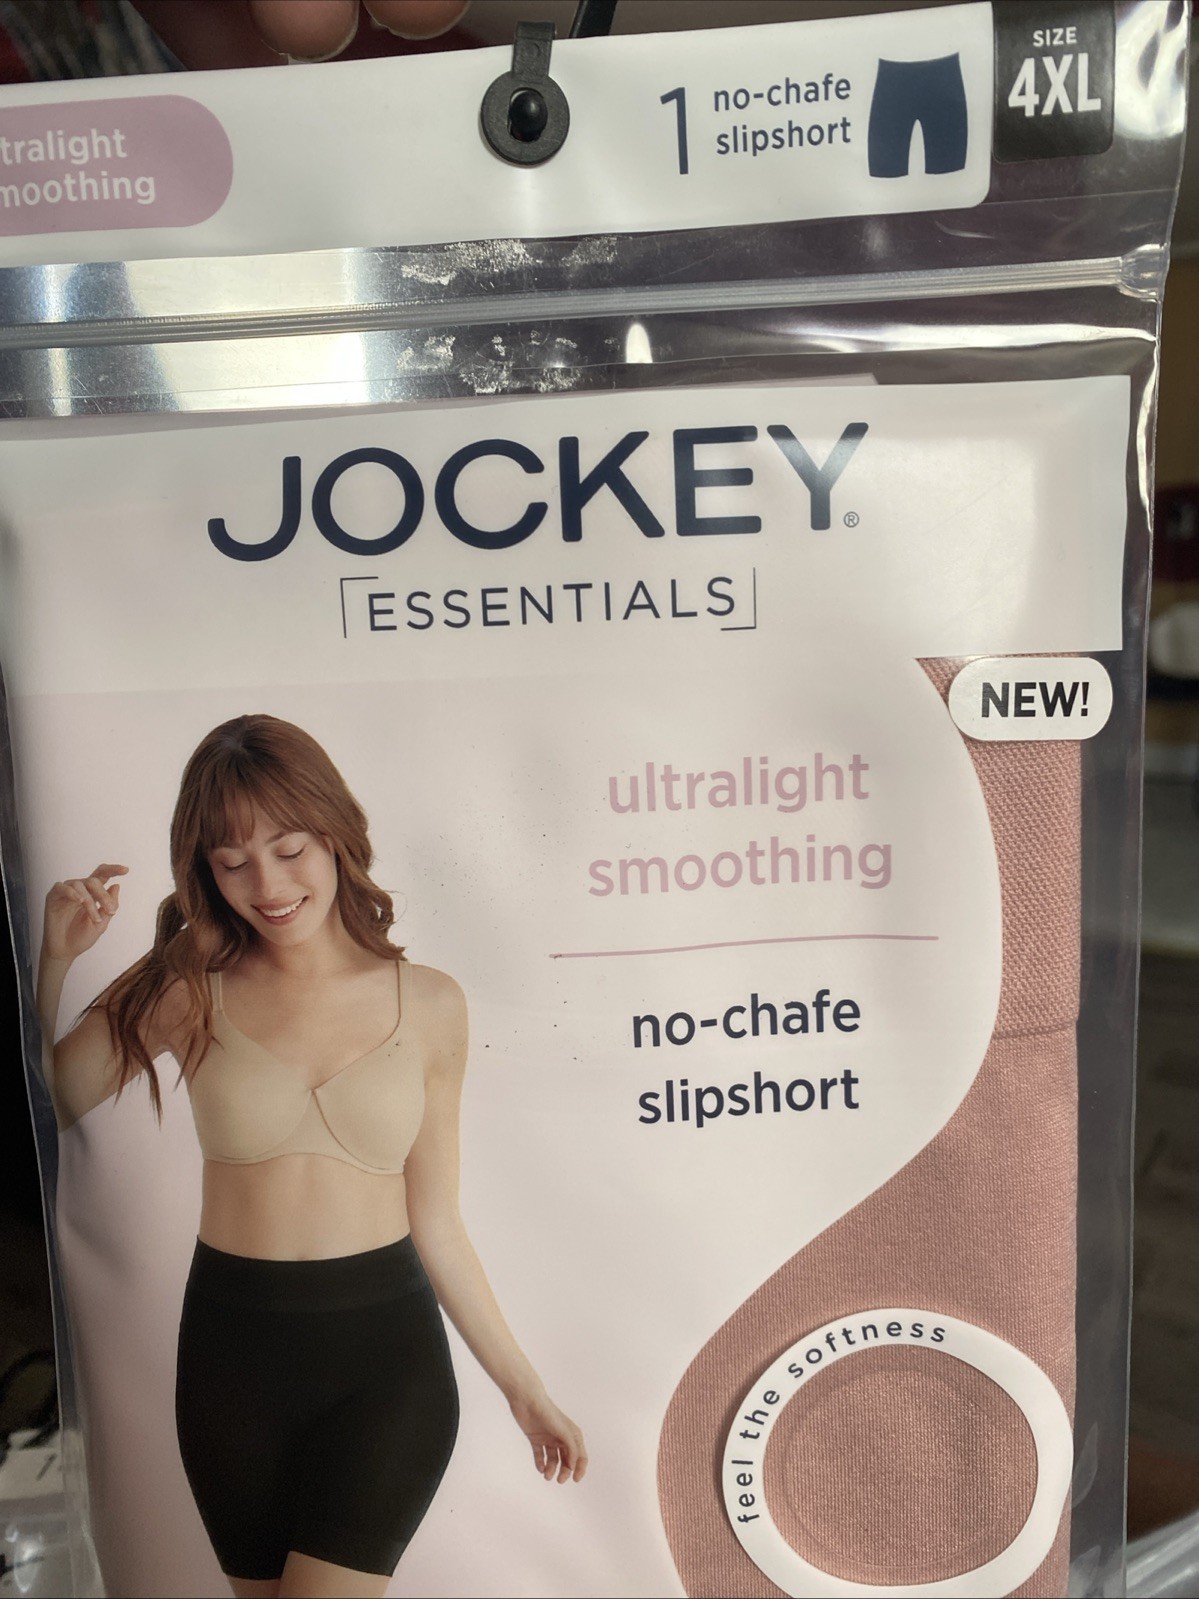 tralight
moothing
1 no-chafe
slipshort
SIZE
4XL
JOCKEY®
ESSENTIALS
NEW!
ultralight
smoothing
no-chafe
slipshort
feel the softness